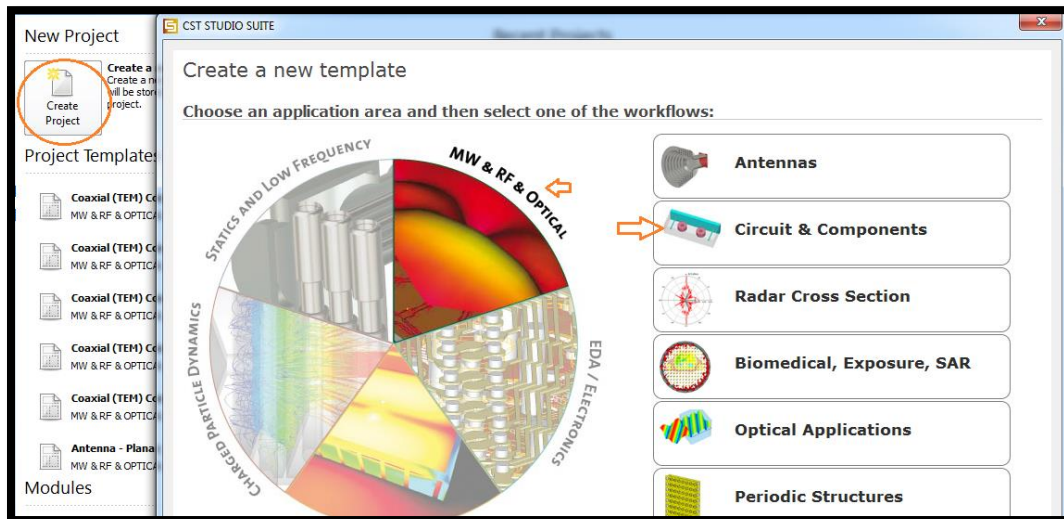 New Project
Create a
Create a n
will be stor
project.
Create
Project
Project Template
Coaxial (TEM) Co
MW & RF & OPTICA
Coaxial (TEM) Co
MW & RF & OPTICA
Coaxial (TEM) Co
MW & RF & OPTICA
Coaxial (TEM) Co
MW & RF & OPTICA
Coaxial (TEM) Co
MW & RF & OPTICA
Antenna - Plana
MW & RF & OPTICA
Modules
CST STUDIO SUITE
Recent Projects
Create a new template
Choose an application area and then select one of the workflows:
STATICS AND LOW FREQUENCY
MW & RF & OPTICAL
EDA / ELECTRONICS
CHARGED PARTICLE DYNAMICS
Antennas
Circuit & Components
Radar Cross Section
Biomedical, Exposure, SAR
Optical Applications
Periodic Structures